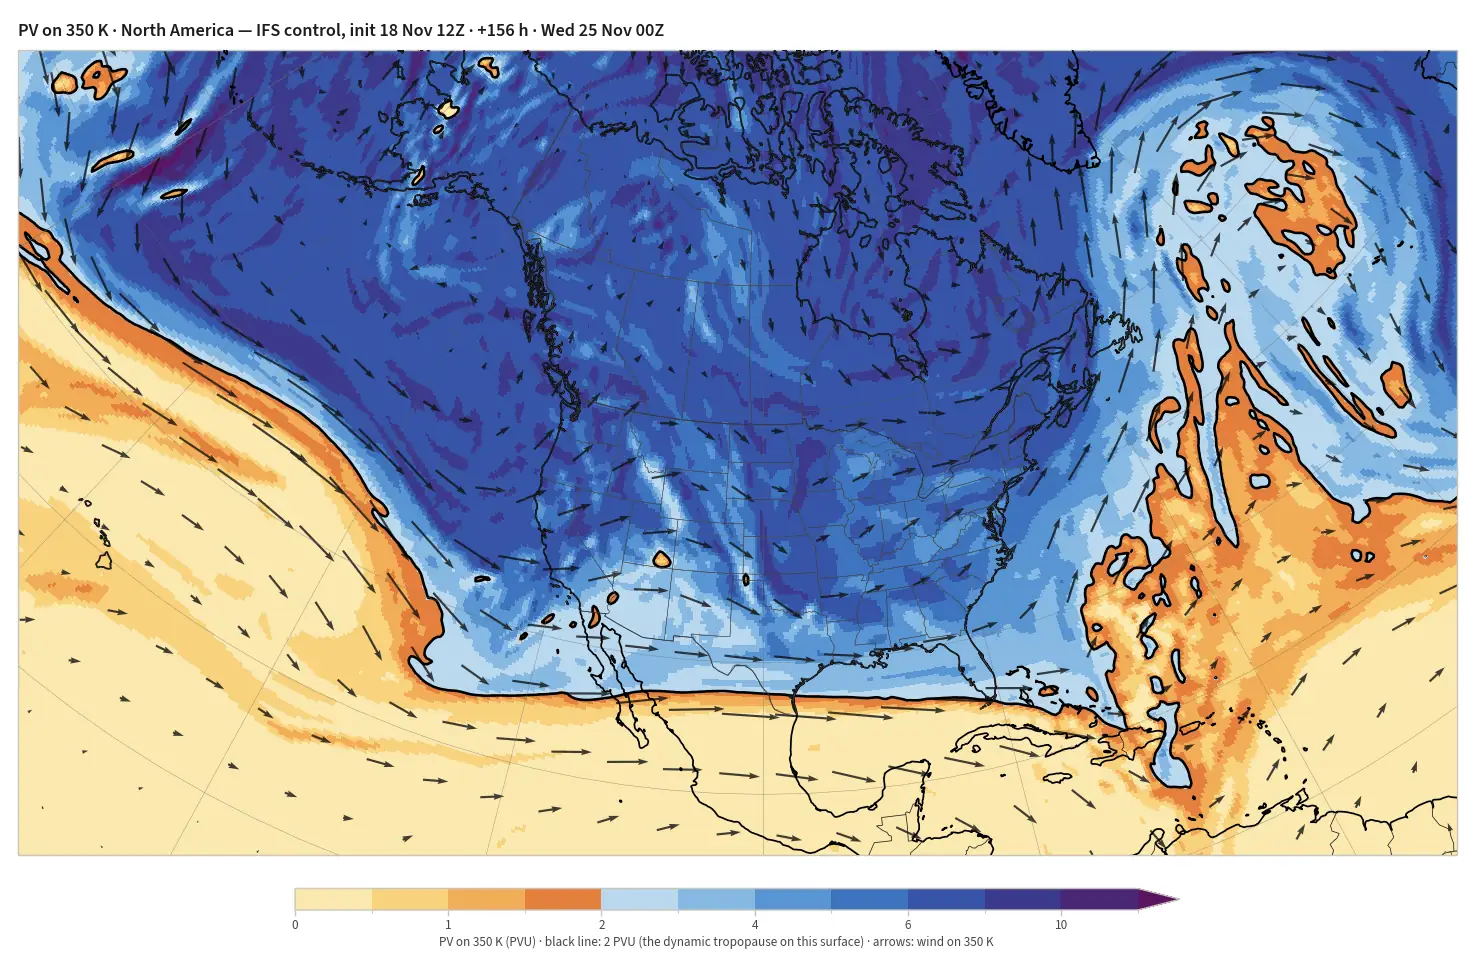 PV on 350 K · North America — IFS control, init 18 Nov 12Z · +156 h · Wed 25 Nov 00Z
0 1 2 4 6 10
PV on 350 K (PVU) · black line: 2 PVU (the dynamic tropopause on this surface) · arrows: wind on 350 K